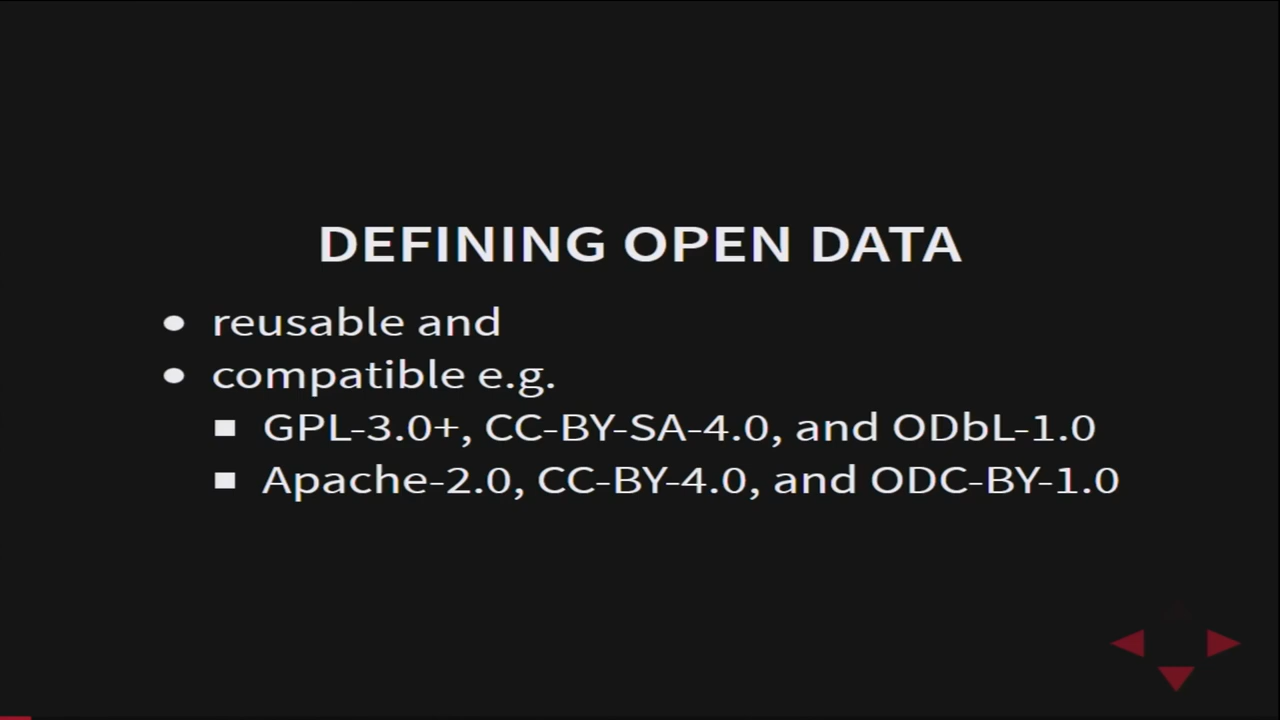 DEFINING OPEN DATA
reusable and
compatible e.g.
GPL-3.0+, CC-BY-SA-4.0, and ODbL-1.0
Apache-2.0, CC-BY-4.0, and ODC-BY-1.0